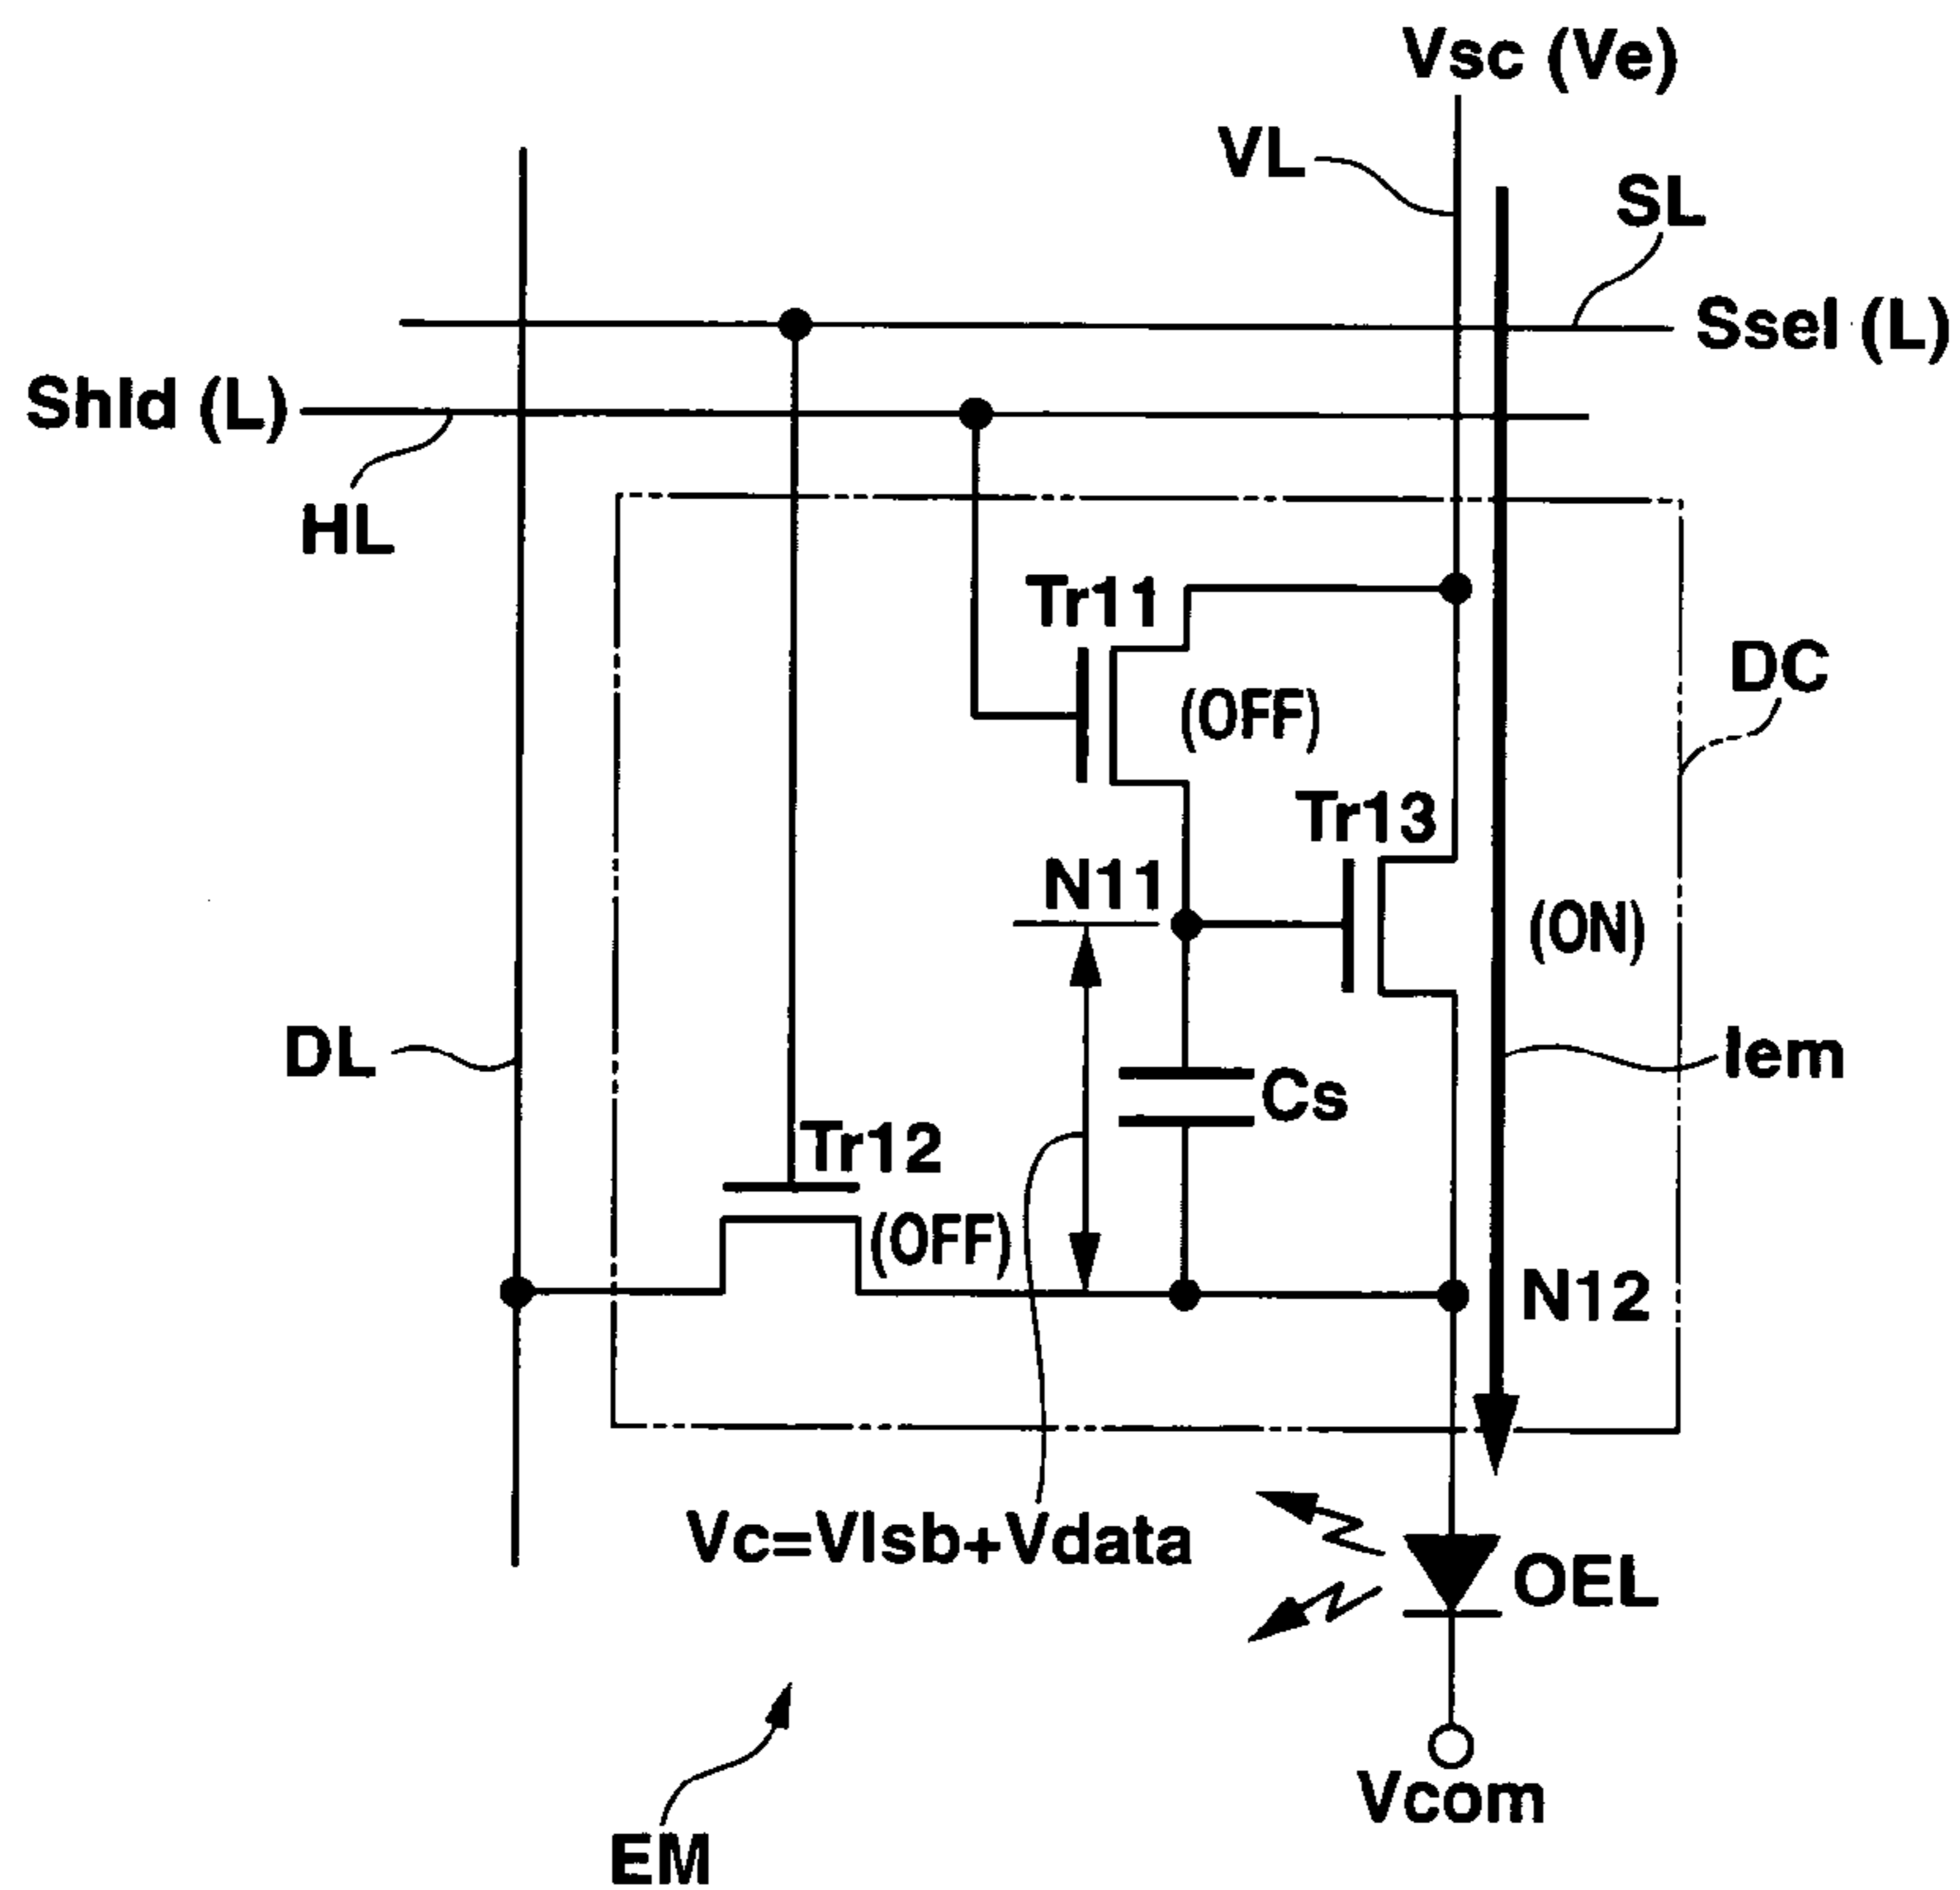 Vsc (Ve)
VL
SL
Ssel (L)
Shld (L)
HL
Tr11
(OFF)
DC
Tr13
N11
(ON)
DL
Iem
Cs
Tr12
(OFF)
N12
Vc=Vlsb+Vdata
OEL
Vcom
EM